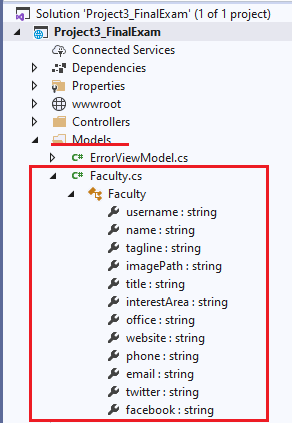 Solution 'Project3_FinalExam' (1 of 1 project)
Project3_FinalExam
Connected Services
Dependencies
Properties
wwwroot
Controllers
Models
C# ErrorViewModel.cs
C# Faculty.cs
Faculty
username : string
name : string
tagline : string
imagePath : string
title : string
interestArea : string
office : string
website : string
phone : string
email : string
twitter : string
facebook : string